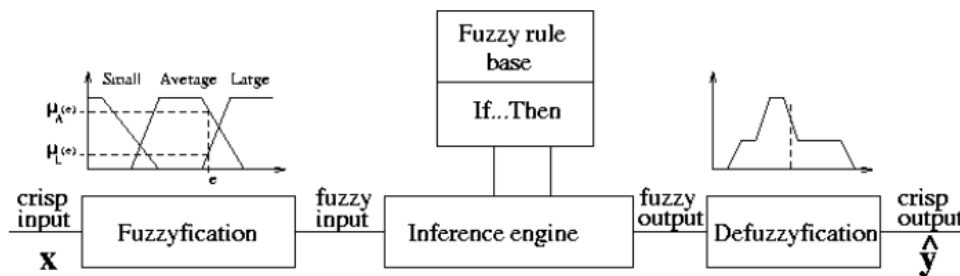 Fuzzy rule
base
If...Then
Small Avetage Latge
μA(e)
μL(e)
e
crisp
input
x
Fuzzyfication
fuzzy
input
Inference engine
fuzzy
output
Defuzzyfication
crisp
output
ŷ